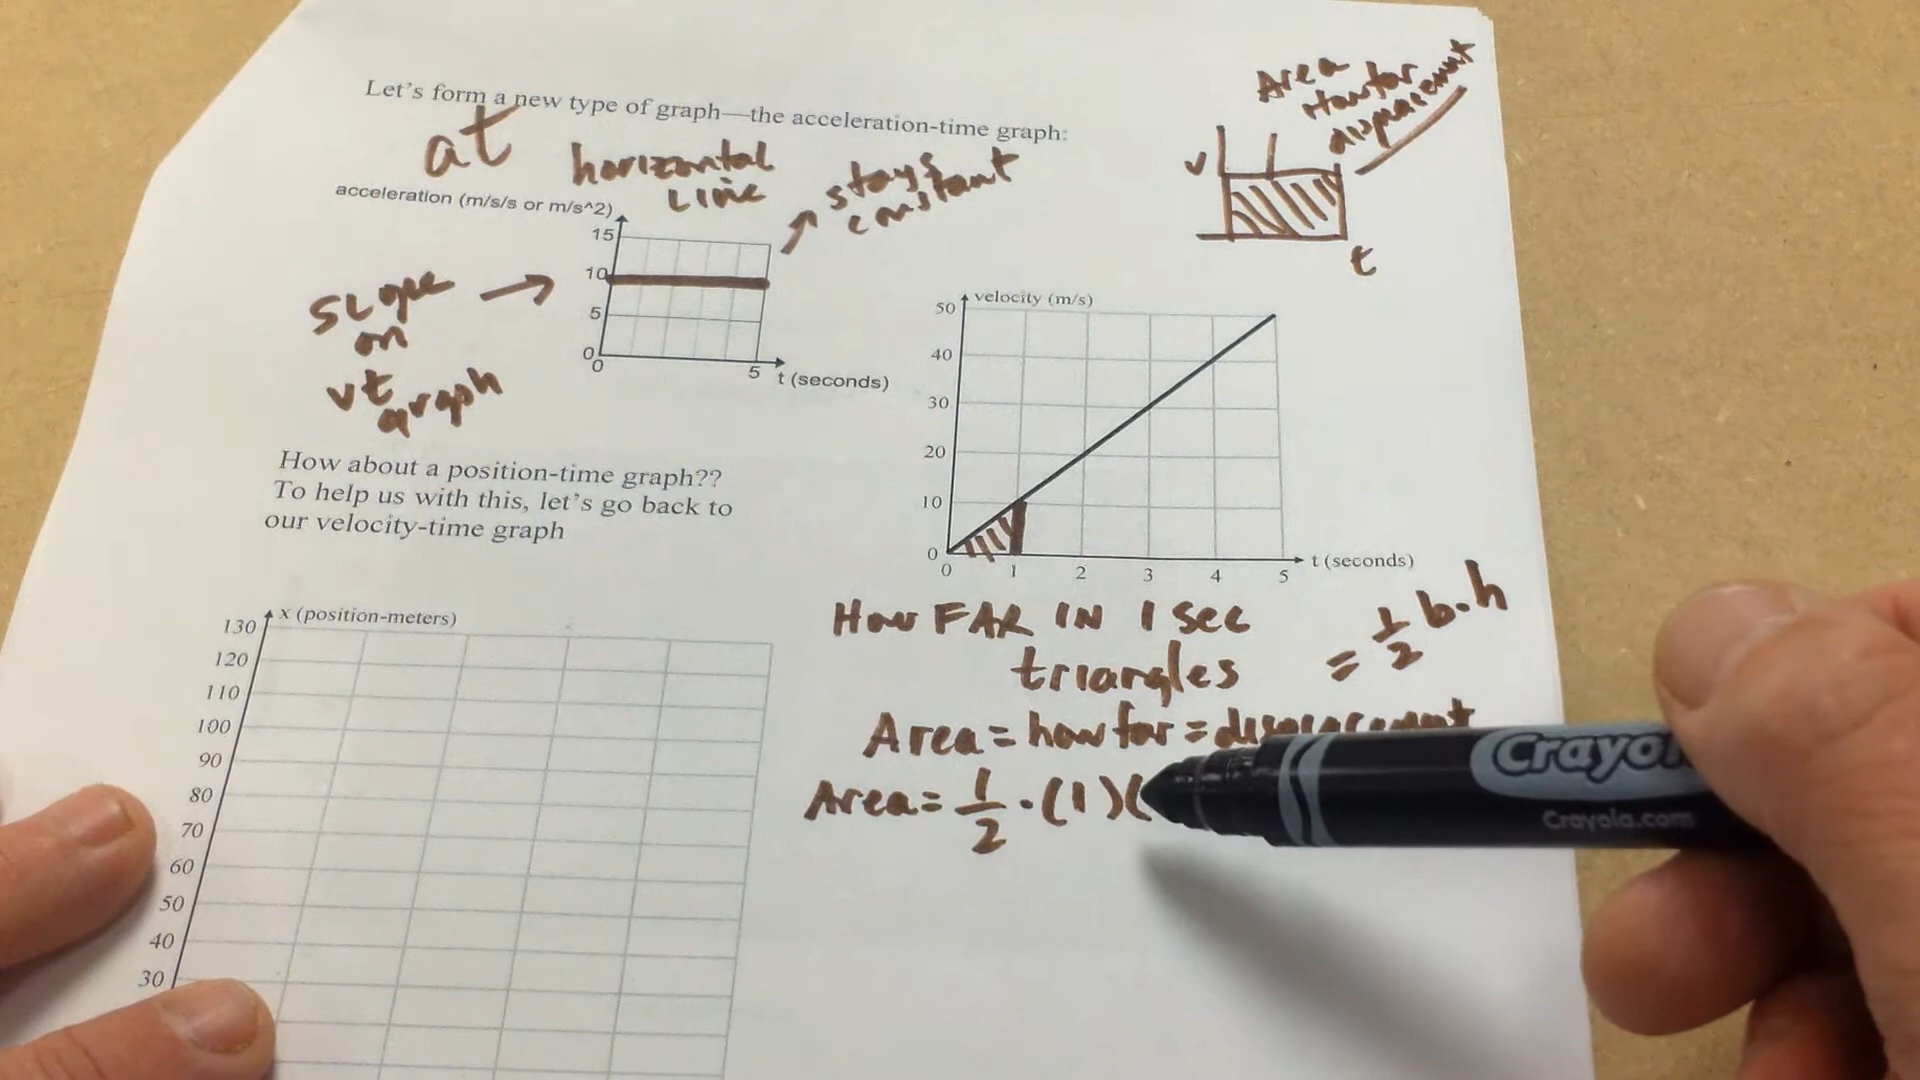 Let's form a new type of graph—the acceleration-time graph:
at
horizontal
Line
stays
constant
Area
How far
displacement
v
t
acceleration (m/s/s or m/s^2)
15
10
5
0
0
5
t (seconds)
SLope
on
vt
graph
velocity (m/s)
50
40
30
20
10
0
0 1 2 3 4 5
t (seconds)
How about a position-time graph??
To help us with this, let's go back to
our velocity-time graph
x (position-meters)
130
120
110
100
90
80
70
60
50
40
30
How FAR IN 1 sec
triangles
= 1/2 b.h
Area = how far = displacement
Area = 1/2 · (1)(
Crayo
Crayola.com